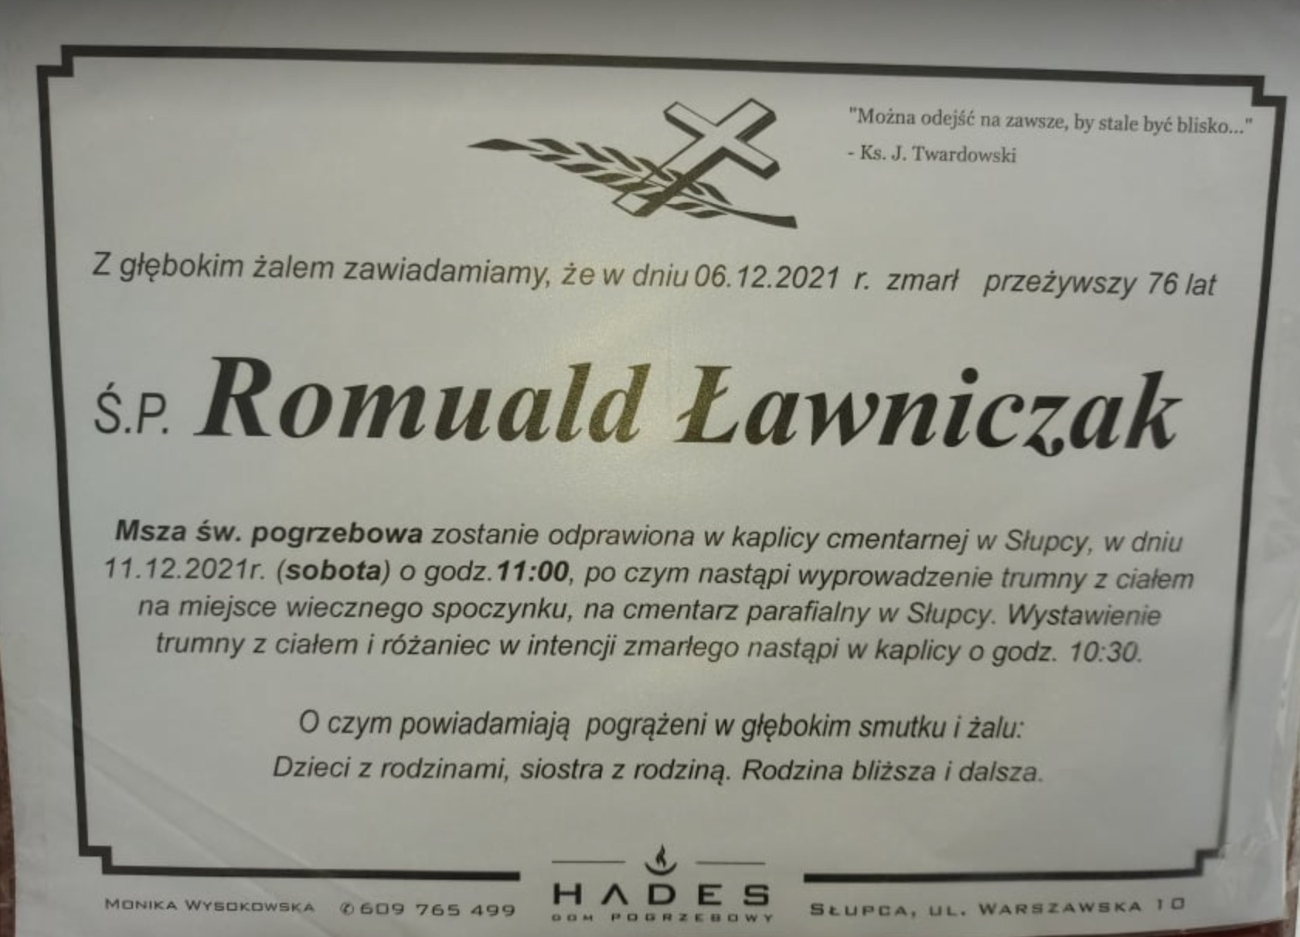 "Można odejść na zawsze, by stale być blisko..."
- Ks. J. Twardowski
Z głębokim żalem zawiadamiamy, że w dniu 06.12.2021 r. zmarł przeżywszy 76 lat
Ś.P. Romuald Ławniczak
Msza św. pogrzebowa zostanie odprawiona w kaplicy cmentarnej w Słupcy, w dniu
11.12.2021r. (sobota) o godz.11:00, po czym nastąpi wyprowadzenie trumny z ciałem
na miejsce wiecznego spoczynku, na cmentarz parafialny w Słupcy. Wystawienie
trumny z ciałem i różaniec w intencji zmarłego nastąpi w kaplicy o godz. 10:30.
O czym powiadamiają pogrążeni w głębokim smutku i żalu:
Dzieci z rodzinami, siostra z rodziną. Rodzina bliższa i dalsza.
MONIKA WYSOKOWSKA ✆609 765 499
HADES
DOM POGRZEBOWY
SŁUPCA, UL. WARSZAWSKA 10